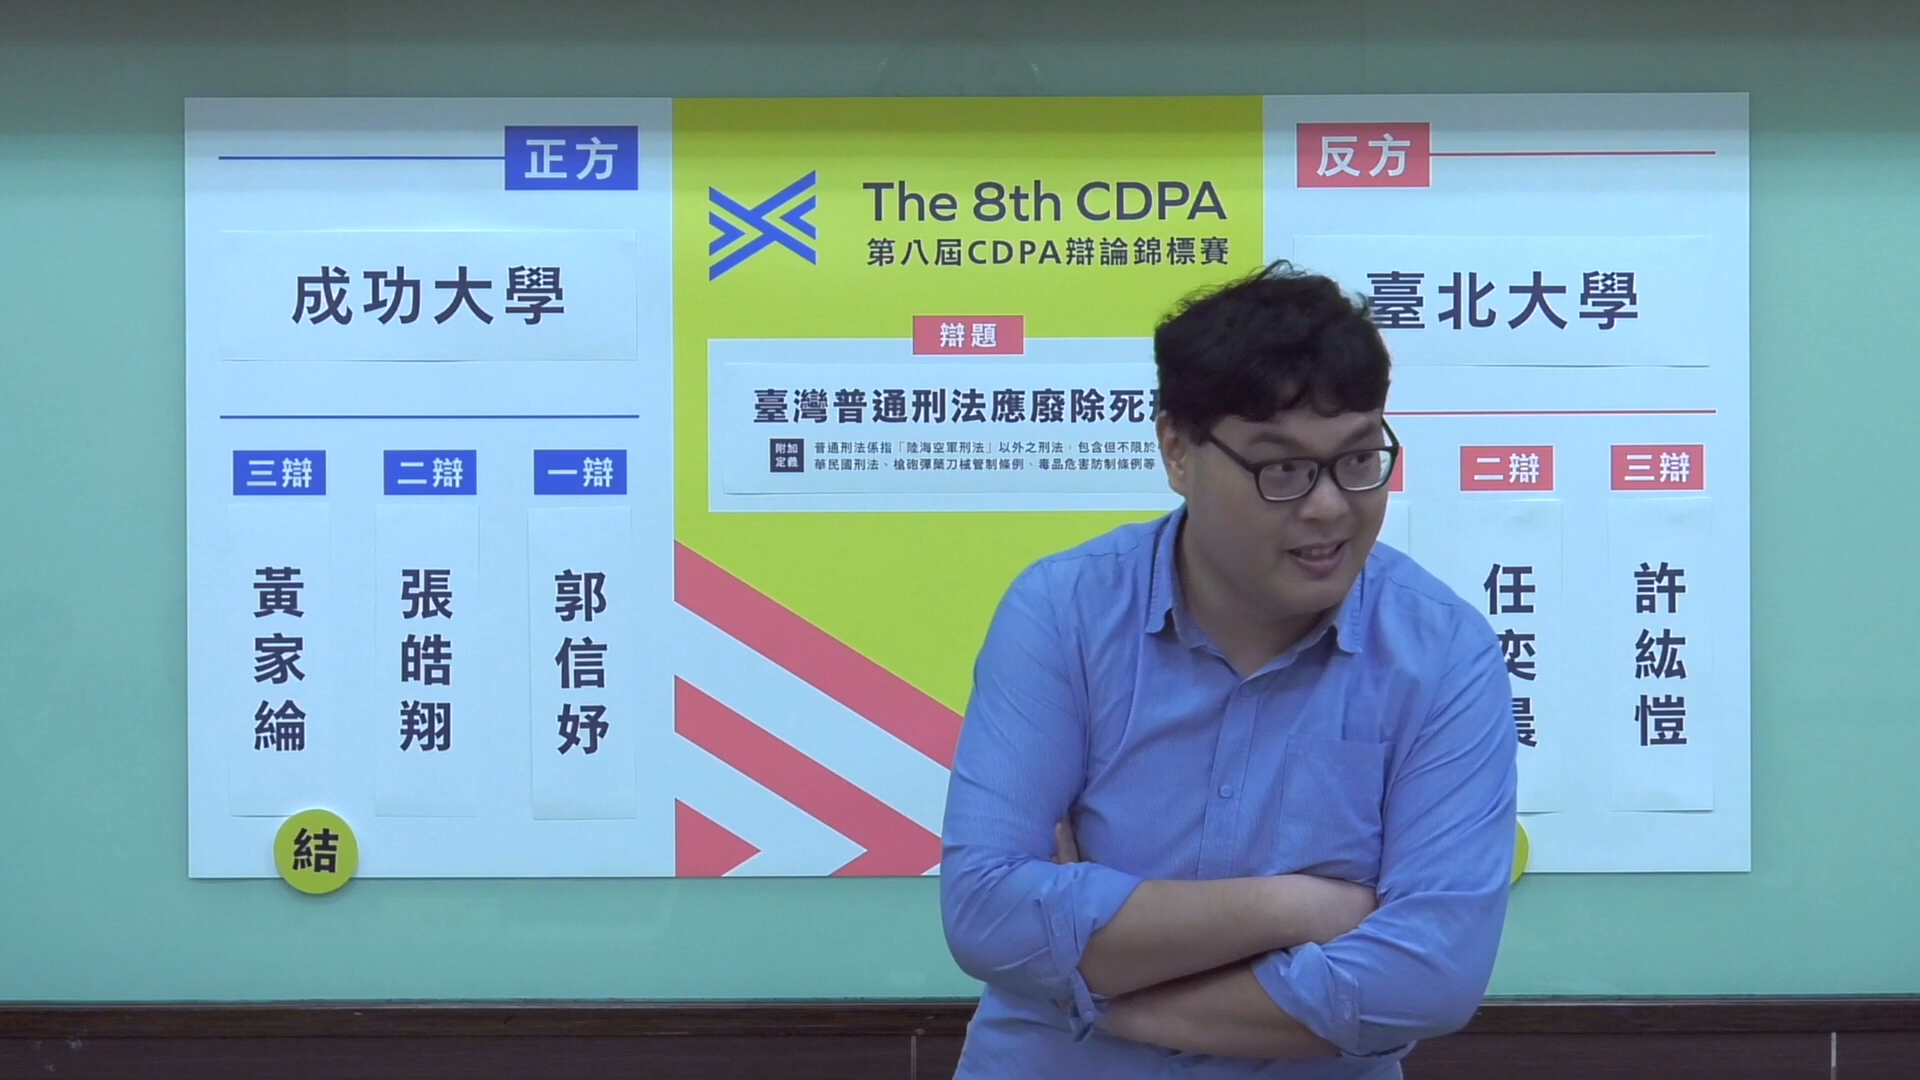 正方
成功大學
三辯
二辯
一辯
黃家綸
張皓翔
郭信妤
結
The 8th CDPA
第八屆CDPA辯論錦標賽
辯題
臺灣普通刑法應廢除死
附加
定義
普通刑法係指「陸海空軍刑法」以外之刑法，包含但不限於
華民國刑法、槍砲彈藥刀械管制條例、毒品危害防制條例等
反方
臺北大學
二辯
三辯
任奕晨
許紘愷